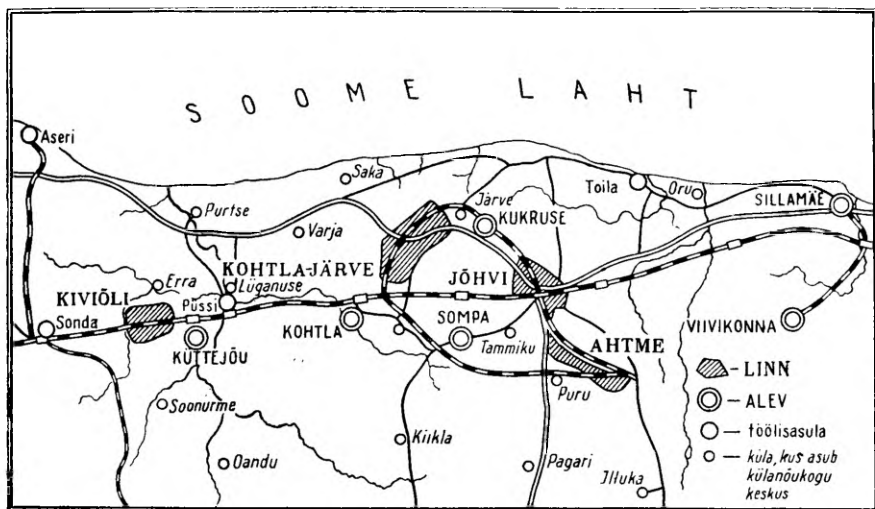 SOOME LAHT
Aseri
Saka
Järve
Toila
Oru
SILLAMÄE
Purtse
KUKRUSE
Varja
KOHTLA-JÄRVE
JÕHVI
Erra
Lüganuse
KIVIÕLI
Püssi
Sonda
KOHTLA
SOMPA
VIIVIKONNA
KÜTTEJÕU
Tammiku
AHTME
Puru
Soonurme
Kiikla
Oandu
Pagari
Illuka
- LINN
- ALEV
- töölisasula
- küla, kus asub
külanõukogu
keskus